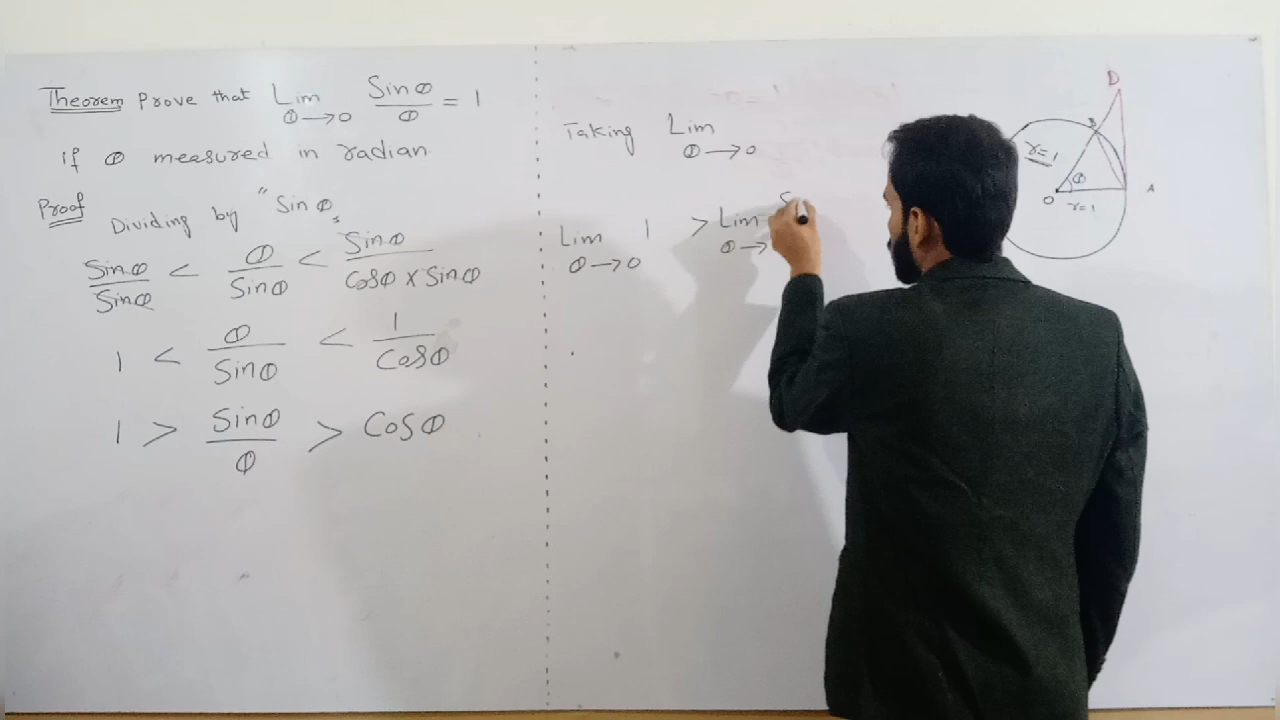 Theorem Prove that Lim θ→0 Sinθ/θ = 1
if θ measured in radian.
Proof Dividing by "Sin θ"
Sinθ/Sinθ < θ/Sinθ < Sinθ/Cosθ x Sinθ
1 < θ/Sinθ < 1/Cosθ
1 > Sinθ/θ > Cosθ
Taking Lim θ→0
Lim θ→0 1 > Lim θ→ S
D
B
r=1
θ
O
r=1
A